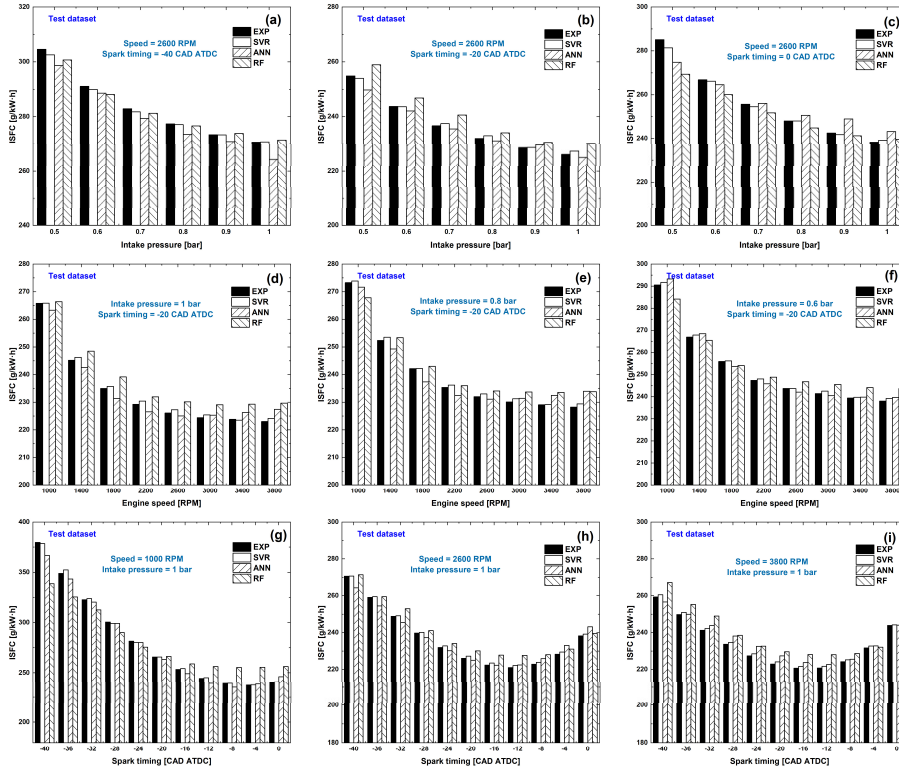 Test dataset (a)
Speed = 2600 RPM
Spark timing = -40 CAD ATDC
EXP
SVR
ANN
RF
ISFC [g/kW·h]
320
300
280
260
240
0.5 0.6 0.7 0.8 0.9 1
Intake pressure [bar]
Test dataset (b)
Speed = 2600 RPM
Spark timing = -20 CAD ATDC
EXP
SVR
ANN
RF
ISFC [g/kW·h]
280
260
240
220
200
0.5 0.6 0.7 0.8 0.9 1
Intake pressure [bar]
Test dataset (c)
Speed = 2600 RPM
Spark timing = 0 CAD ATDC
EXP
SVR
ANN
RF
ISFC [g/kW·h]
300
280
260
240
220
200
0.5 0.6 0.7 0.8 0.9 1
Intake pressure [bar]
Test dataset (d)
Intake pressure = 1 bar
Spark timing = -20 CAD ATDC
EXP
SVR
ANN
RF
ISFC [g/kW·h]
280
270
260
250
240
230
220
210
200
1000 1400 1800 2200 2600 3000 3400 3800
Engine speed [RPM]
Test dataset (e)
Intake pressure = 0.8 bar
Spark timing = -20 CAD ATDC
EXP
SVR
ANN
RF
ISFC [g/kW·h]
280
270
260
250
240
230
220
210
200
1000 1400 1800 2200 2600 3000 3400 3800
Engine speed [RPM]
Test dataset (f)
Intake pressure = 0.6 bar
Spark timing = -20 CAD ATDC
EXP
SVR
ANN
RF
ISFC [g/kW·h]
300
290
280
270
260
250
240
230
220
210
200
1000 1400 1800 2200 2600 3000 3400 3800
Engine speed [RPM]
Test dataset (g)
Speed = 1000 RPM
Intake pressure = 1 bar
EXP
SVR
ANN
RF
ISFC [g/kW·h]
400
350
300
250
200
-40 -36 -32 -28 -24 -20 -16 -12 -8 -4 0
Spark timing [CAD ATDC]
Test dataset (h)
Speed = 2600 RPM
Intake pressure = 1 bar
EXP
SVR
ANN
RF
ISFC [g/kW·h]
300
280
260
240
220
200
180
-40 -36 -32 -28 -24 -20 -16 -12 -8 -4 0
Spark timing [CAD ATDC]
Test dataset (i)
Speed = 3800 RPM
Intake pressure = 1 bar
EXP
SVR
ANN
RF
ISFC [g/kW·h]
300
280
260
240
220
200
180
-40 -36 -32 -28 -24 -20 -16 -12 -8 -4 0
Spark timing [CAD ATDC]